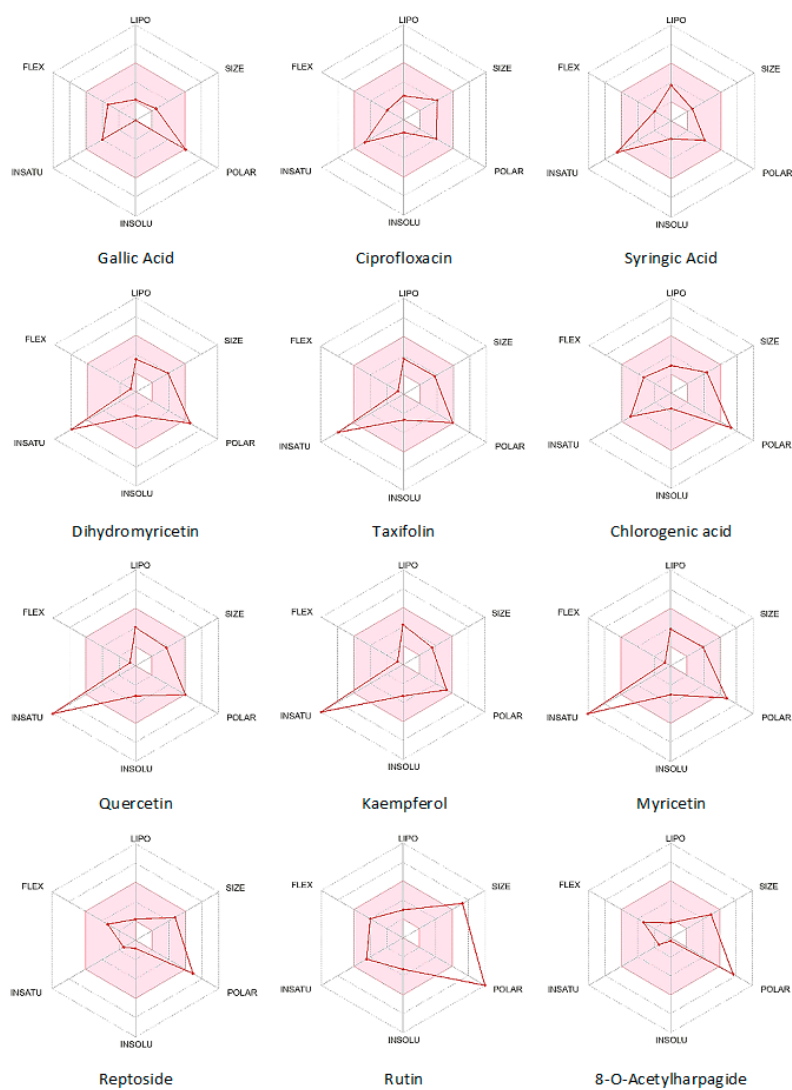 LIPO LIPO LIPO
FLEX SIZE FLEX SIZE FLEX SIZE
INSATU POLAR INSATU POLAR INSATU POLAR
INSOLU INSOLU INSOLU
Gallic Acid Ciprofloxacin Syringic Acid
LIPO LIPO LIPO
FLEX SIZE FLEX SIZE FLEX SIZE
INSATU POLAR INSATU POLAR INSATU POLAR
INSOLU INSOLU INSOLU
Dihydromyricetin Taxifolin Chlorogenic acid
LIPO LIPO LIPO
FLEX SIZE FLEX SIZE FLEX SIZE
INSATU POLAR INSATU POLAR INSATU POLAR
INSOLU INSOLU INSOLU
Quercetin Kaempferol Myricetin
LIPO LIPO LIPO
FLEX SIZE FLEX SIZE FLEX SIZE
INSATU POLAR INSATU POLAR INSATU POLAR
INSOLU INSOLU INSOLU
Reptoside Rutin 8-O-Acetylharpagide